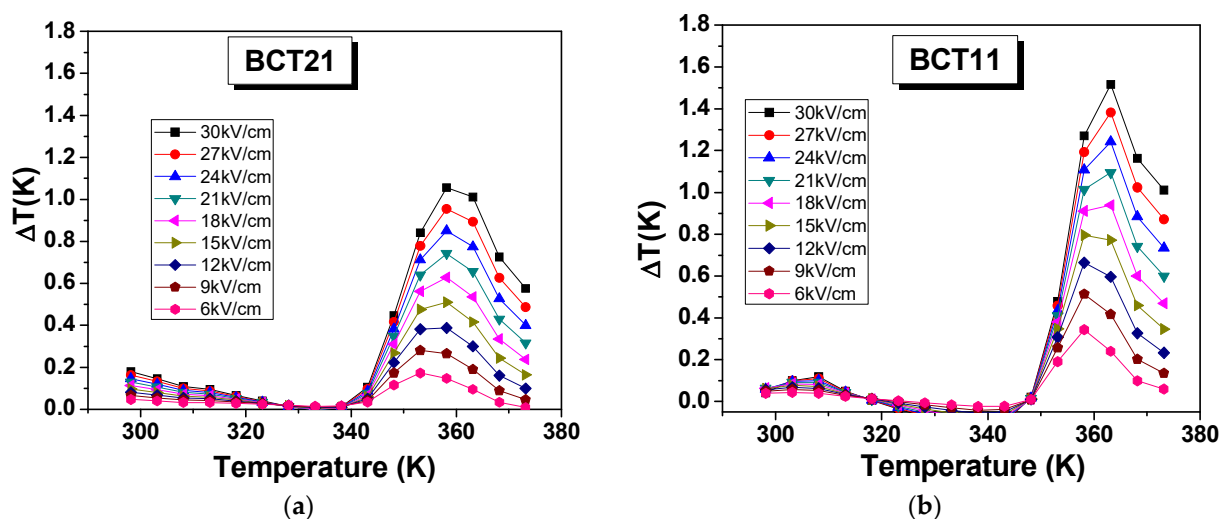 BCT21
ΔT(K)
1.8
1.6
1.4
1.2
1.0
0.8
0.6
0.4
0.2
0.0
30kV/cm
27kV/cm
24kV/cm
21kV/cm
18kV/cm
15kV/cm
12kV/cm
9kV/cm
6kV/cm
300 320 340 360 380
Temperature (K)
(a)
BCT11
ΔT(K)
1.8
1.6
1.4
1.2
1.0
0.8
0.6
0.4
0.2
0.0
30kV/cm
27kV/cm
24kV/cm
21kV/cm
18kV/cm
15kV/cm
12kV/cm
9kV/cm
6kV/cm
300 320 340 360 380
Temperature (K)
(b)